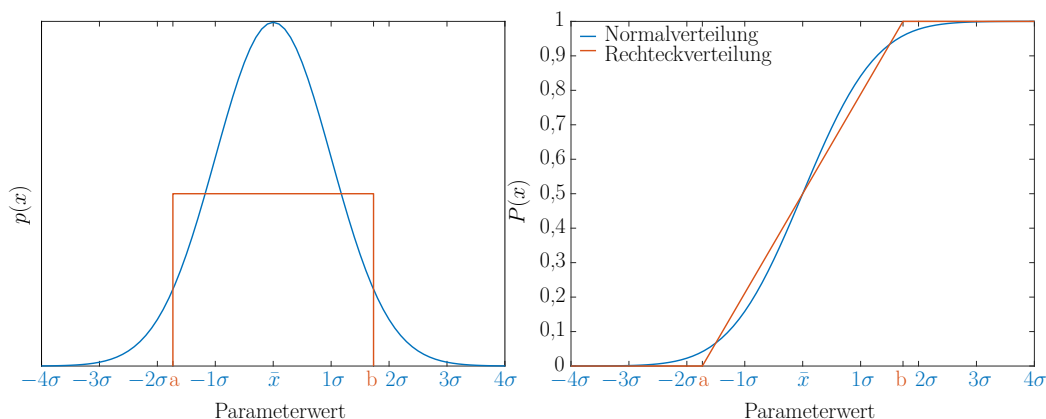 p(x)
−4σ −3σ −2σ a −1σ x̄ 1σ b 2σ 3σ 4σ
Parameterwert
P(x)
1
0,9
0,8
0,7
0,6
0,5
0,4
0,3
0,2
0,1
0
Normalverteilung
Rechteckverteilung
−4σ −3σ −2σ a −1σ x̄ 1σ b 2σ 3σ 4σ
Parameterwert